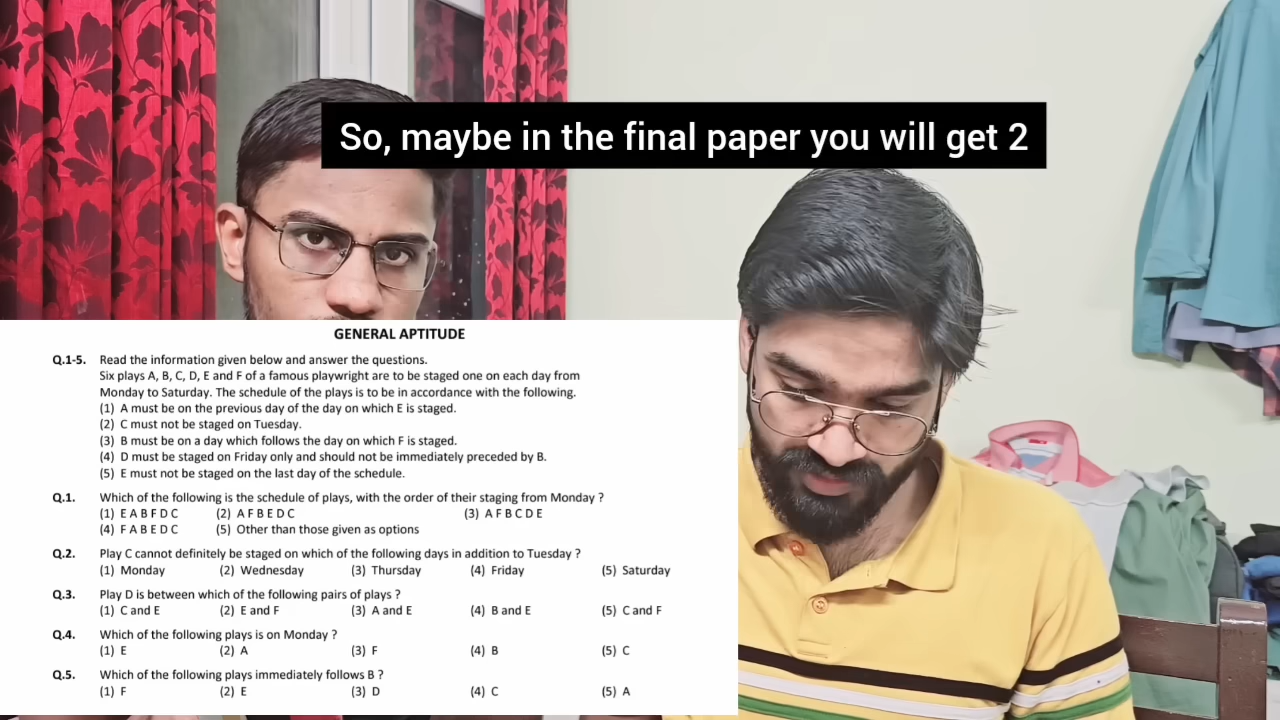 So, maybe in the final paper you will get 2
GENERAL APTITUDE
Q.1-5. Read the information given below and answer the questions.
Six plays A, B, C, D, E and F of a famous playwright are to be staged one on each day from
Monday to Saturday. The schedule of the plays is to be in accordance with the following.
(1) A must be on the previous day of the day on which E is staged.
(2) C must not be staged on Tuesday.
(3) B must be on a day which follows the day on which F is staged.
(4) D must be staged on Friday only and should not be immediately preceded by B.
(5) E must not be staged on the last day of the schedule.
Q.1. Which of the following is the schedule of plays, with the order of their staging from Monday ?
(1) E A B F D C (2) A F B E D C (3) A F B C D E
(4) F A B E D C (5) Other than those given as options
Q.2. Play C cannot definitely be staged on which of the following days in addition to Tuesday ?
(1) Monday (2) Wednesday (3) Thursday (4) Friday (5) Saturday
Q.3. Play D is between which of the following pairs of plays ?
(1) C and E (2) E and F (3) A and E (4) B and E (5) C and F
Q.4. Which of the following plays is on Monday ?
(1) E (2) A (3) F (4) B (5) C
Q.5. Which of the following plays immediately follows B ?
(1) F (2) E (3) D (4) C (5) A